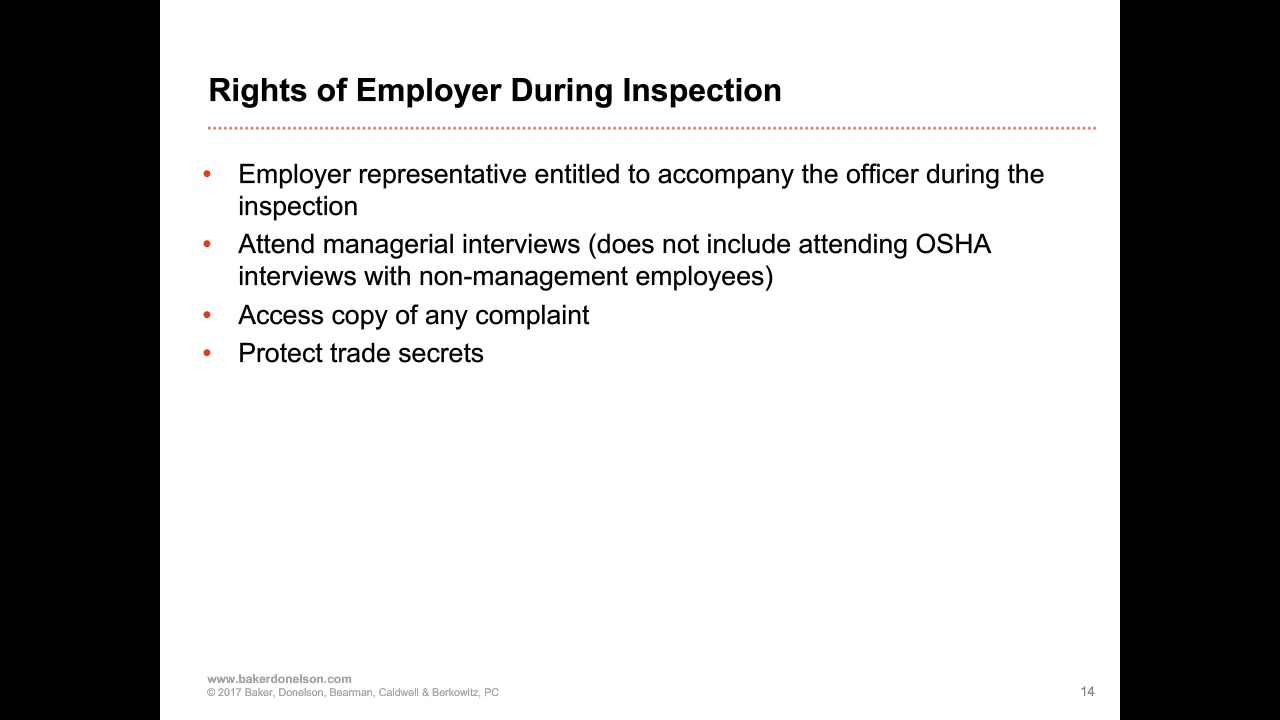 Rights of Employer During Inspection
• Employer representative entitled to accompany the officer during the
inspection
• Attend managerial interviews (does not include attending OSHA
interviews with non-management employees)
• Access copy of any complaint
• Protect trade secrets
www.bakerdonelson.com
© 2017 Baker, Donelson, Bearman, Caldwell & Berkowitz, PC
14